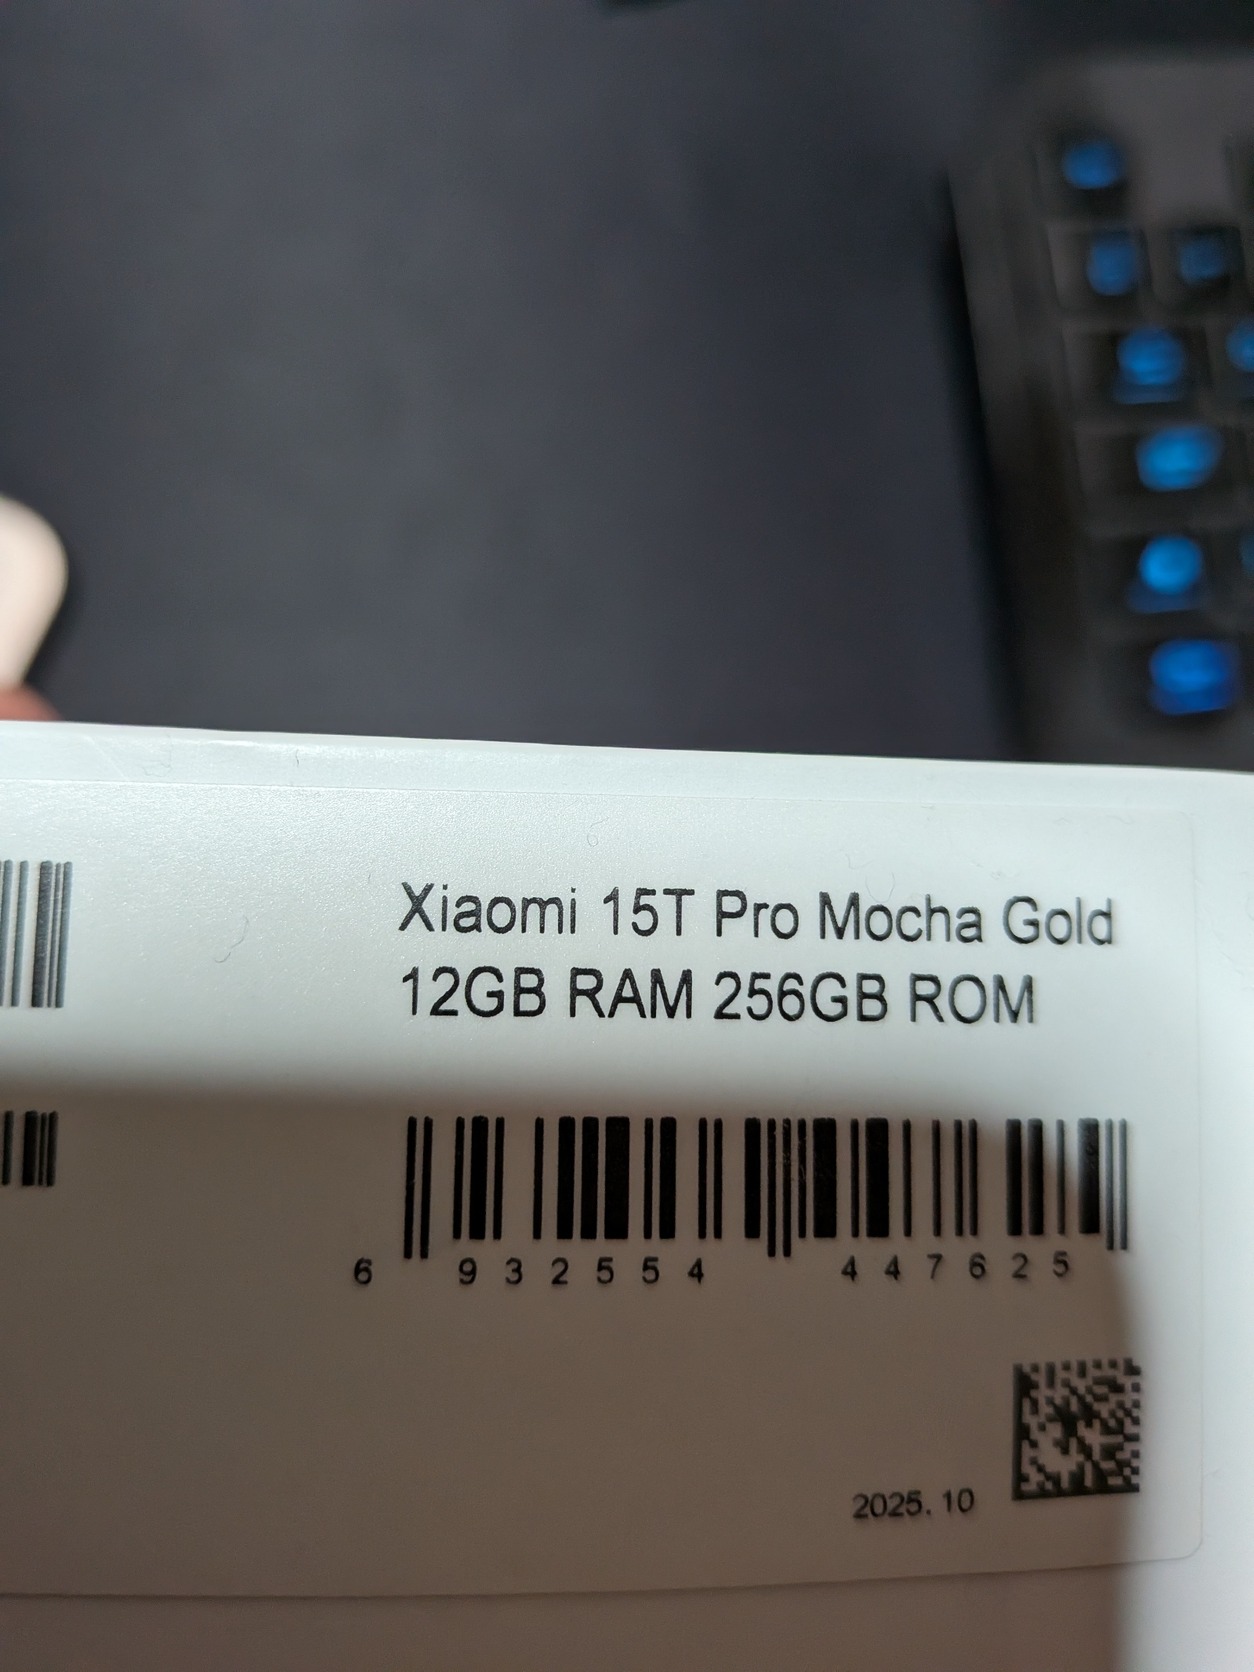 Xiaomi 15T Pro Mocha Gold
12GB RAM 256GB ROM
6 932554 447625
2025.10